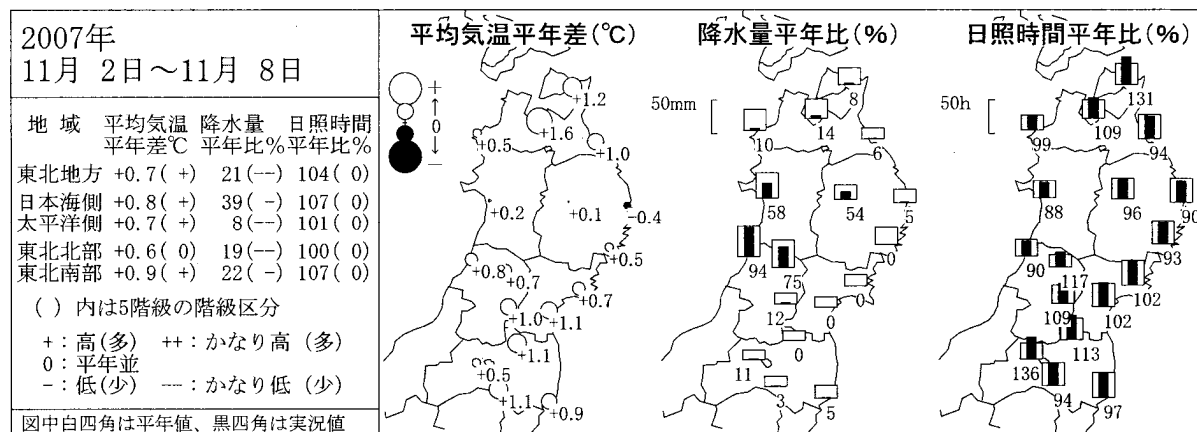 2007年
11月 2日～11月 8日
地 域 平均気温 降水量 日照時間
平年差℃ 平年比% 平年比%
東北地方 +0.7( +) 21(--) 104( 0)
日本海側 +0.8( +) 39( -) 107( 0)
太平洋側 +0.7( +) 8(--) 101( 0)
東北北部 +0.6( 0) 19(--) 100( 0)
東北南部 +0.9( +) 22( -) 107( 0)
( ) 内は5階級の階級区分
+：高(多) ++：かなり高 (多)
0：平年並
-：低(少) --：かなり低 (少)
図中白四角は平年値、黒四角は実況値
平均気温平年差(℃)
+
↑
0
↓
-
+1.2
+1.6
+0.5
+1.0
+0.2
+0.1
-0.4
+0.5
+0.8
+0.7
+0.7
+1.0
+1.1
+1.1
+0.5
+1.1
+0.9
降水量平年比(%)
50mm
8
14
10
6
58
54
5
0
94
75
0
12
0
0
11
3
5
日照時間平年比(%)
50h
131
109
99
94
88
96
90
93
90
117
102
109
102
113
136
94
97